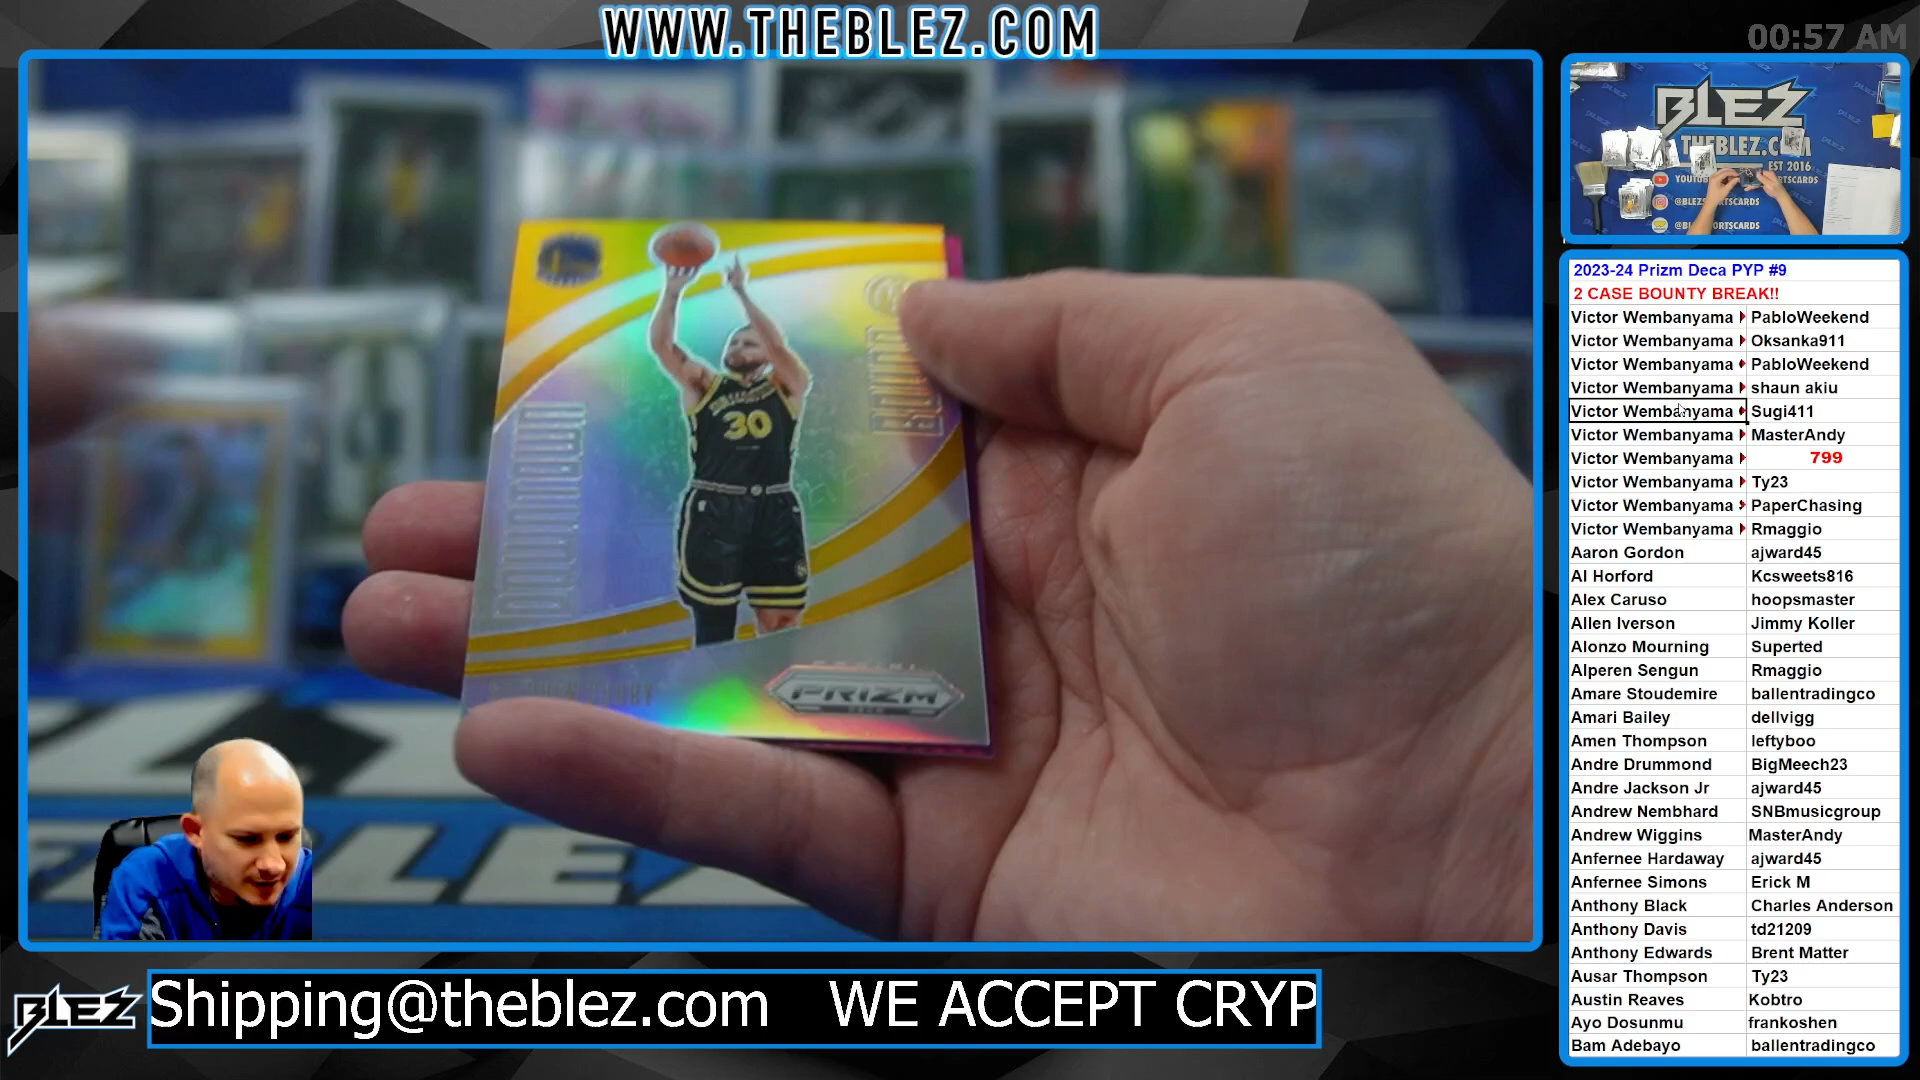 WWW.THEBLEZ.COM
00:57 AM
BLEZ
THEBLEZ.COM
EST 2016
30
PRIZM
2023-24 Prizm Deca PYP #9
2 CASE BOUNTY BREAK!!
Victor Wembanyama PabloWeekend
Victor Wembanyama Oksanka911
Victor Wembanyama PabloWeekend
Victor Wembanyama shaun akiu
Victor Wembanyama Sugi411
Victor Wembanyama MasterAndy
Victor Wembanyama 799
Victor Wembanyama Ty23
Victor Wembanyama PaperChasing
Victor Wembanyama Rmaggio
Aaron Gordon ajward45
Al Horford Kcsweets816
Alex Caruso hoopsmaster
Allen Iverson Jimmy Koller
Alonzo Mourning Superted
Alperen Sengun Rmaggio
Amare Stoudemire ballentradingco
Amari Bailey dellvigg
Amen Thompson leftyboo
Andre Drummond BigMeech23
Andre Jackson Jr ajward45
Andrew Nembhard SNBmusicgroup
Andrew Wiggins MasterAndy
Anfernee Hardaway ajward45
Anfernee Simons Erick M
Anthony Black Charles Anderson
Anthony Davis td21209
Anthony Edwards Brent Matter
Ausar Thompson Ty23
Austin Reaves Kobtro
Ayo Dosunmu frankoshen
Bam Adebayo ballentradingco
BLEZ
Shipping@theblez.com WE ACCEPT CRYP